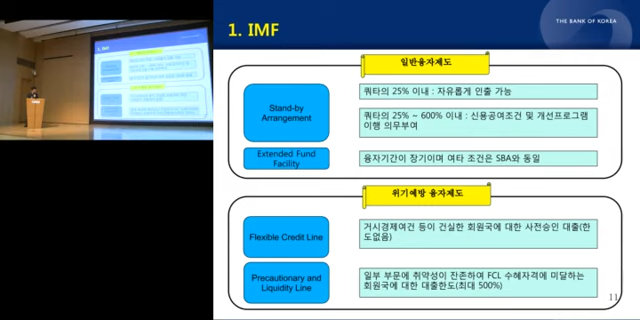 THE BANK OF KOREA
1. IMF
일반융자제도
Stand-by
Arrangement
쿼타의 25% 이내 : 자유롭게 인출 가능
쿼타의 25% ~ 600% 이내 : 신용공여조건 및 개선프로그램
이행 의무부여
Extended Fund
Facility
융자기간이 장기이며 여타 조건은 SBA와 동일
위기예방 융자제도
Flexible Credit Line
거시경제여건 등이 건실한 회원국에 대한 사전승인 대출(한
도없음)
Precautionary and
Liquidity Line
일부 부문에 취약성이 잔존하여 FCL 수혜자격에 미달하는
회원국에 대한 대출한도(최대 500%)
11